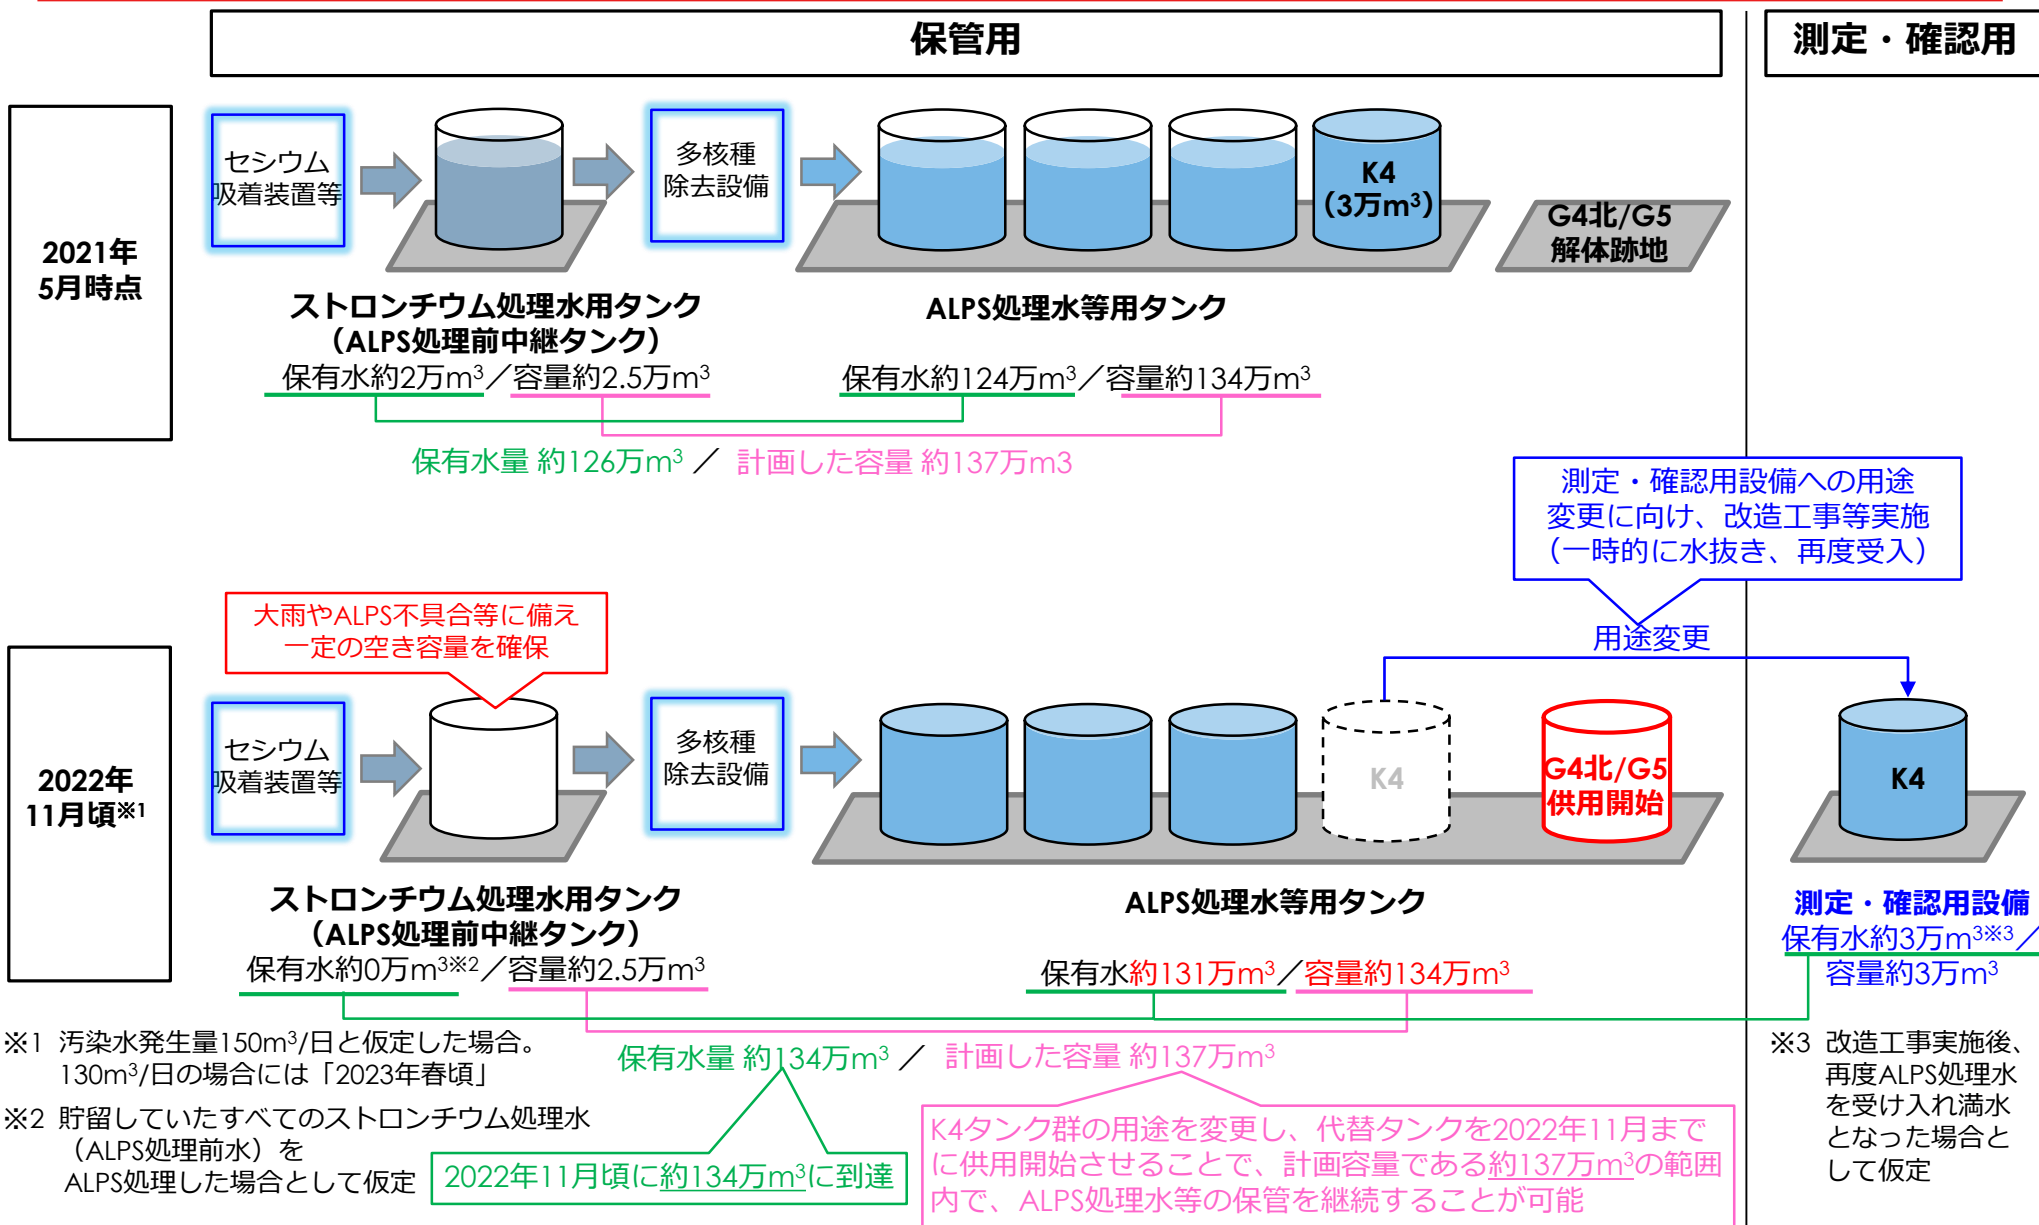 保管用
測定・確認用
2021年
5月時点
セシウム
吸着装置等
多核種
除去設備
K4
(3万m³)
G4北/G5
解体跡地
ストロンチウム処理水用タンク
(ALPS処理前中継タンク)
保有水約2万m³／容量約2.5万m³
ALPS処理水等用タンク
保有水約124万m³／容量約134万m³
保有水量 約126万m³ ／ 計画した容量 約137万m3
測定・確認用設備への用途
変更に向け、改造工事等実施
(一時的に水抜き、再度受入)
用途変更
大雨やALPS不具合等に備え
一定の空き容量を確保
2022年
11月頃※1
セシウム
吸着装置等
多核種
除去設備
K4
G4北/G5
供用開始
K4
ストロンチウム処理水用タンク
(ALPS処理前中継タンク)
保有水約0万m³※2／容量約2.5万m³
ALPS処理水等用タンク
保有水約131万m³／容量約134万m³
測定・確認用設備
保有水約3万m³※3／
容量約3万m³
保有水量 約134万m³ ／ 計画した容量 約137万m³
※1 汚染水発生量150m³/日と仮定した場合。
130m³/日の場合には「2023年春頃」
※2 貯留していたすべてのストロンチウム処理水
(ALPS処理前水)を
ALPS処理した場合として仮定
2022年11月頃に約134万m³に到達
K4タンク群の用途を変更し、代替タンクを2022年11月まで
に供用開始させることで、計画容量である約137万m³の範囲
内で、ALPS処理水等の保管を継続することが可能
※3 改造工事実施後、
再度ALPS処理水
を受け入れ満水
となった場合と
して仮定